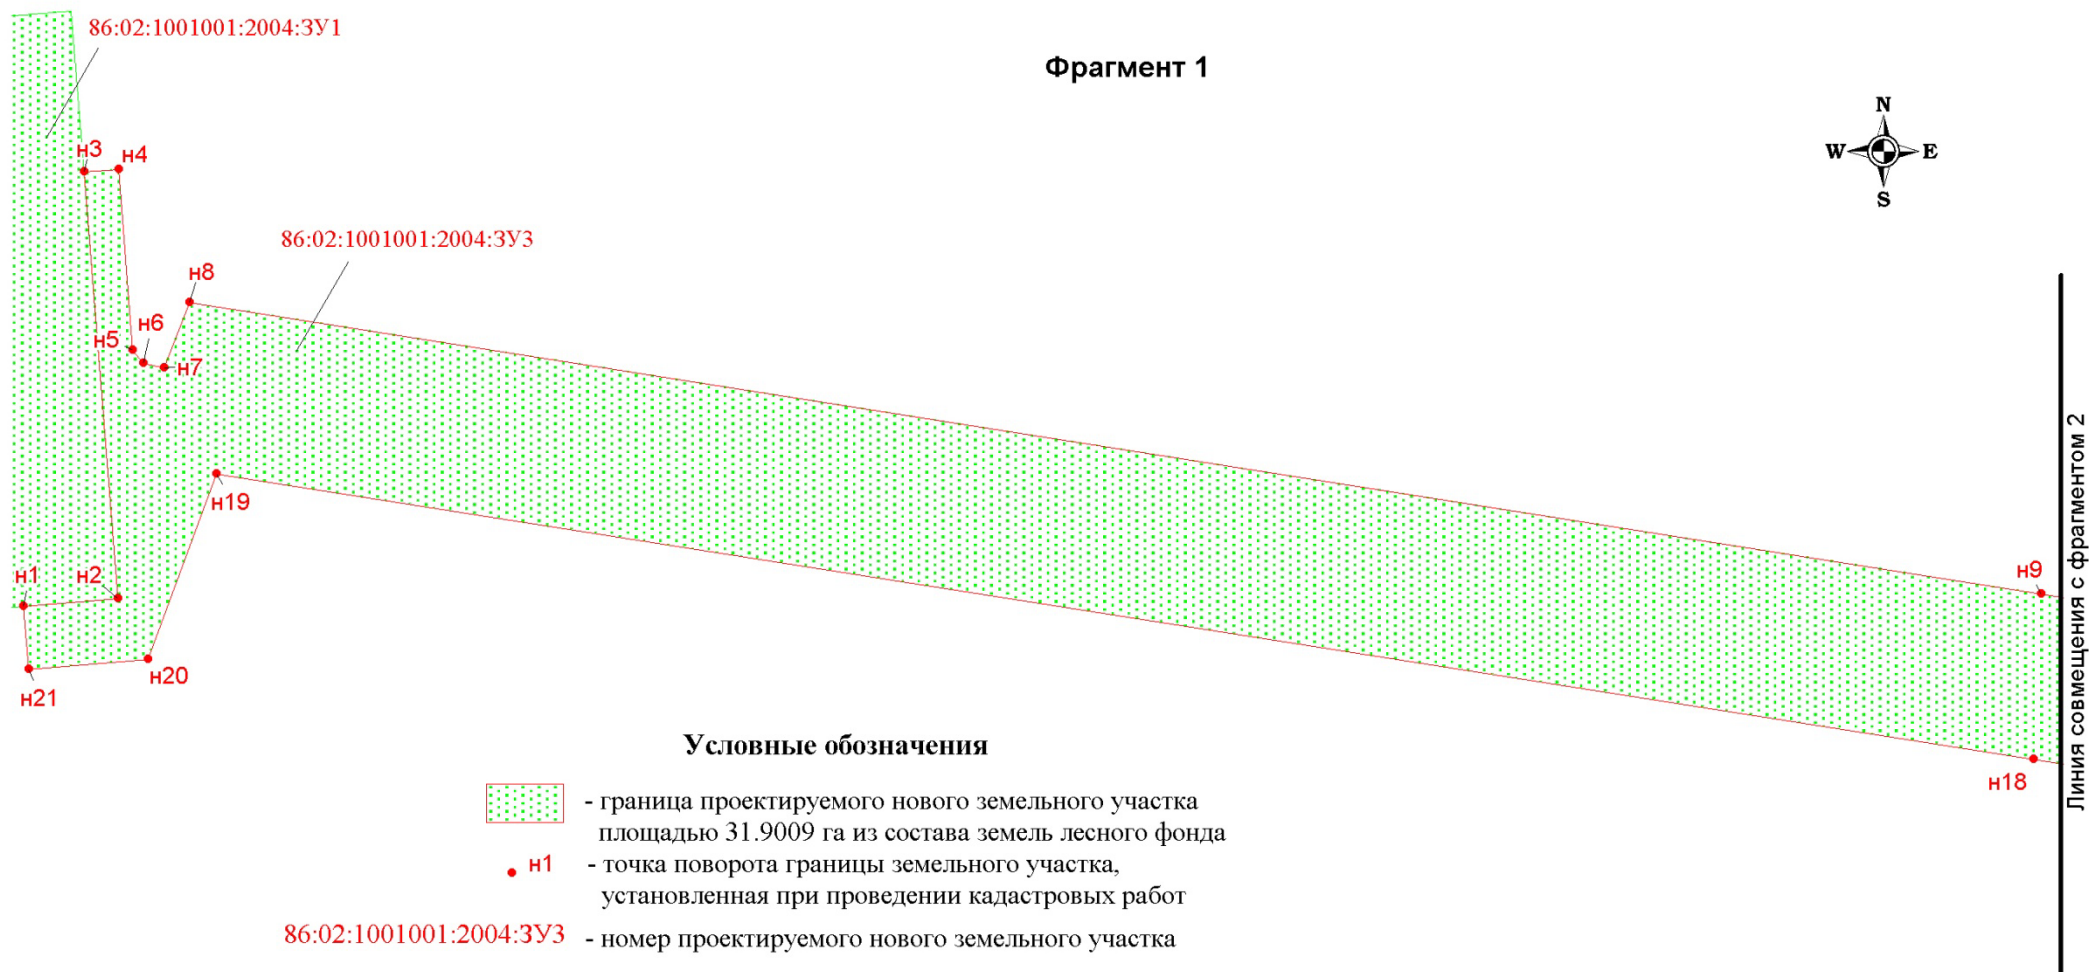 86:02:1001001:2004:ЗУ1
Фрагмент 1
N
W
E
S
н3
н4
86:02:1001001:2004:ЗУ3
н8
н6
н5
н7
н19
н1
н2
н9
н20
н21
н18
Линия совмещения с фрагментом 2
Условные обозначения
- граница проектируемого нового земельного участка
площадью 31.9009 га из состава земель лесного фонда
н1 - точка поворота границы земельного участка,
установленная при проведении кадастровых работ
86:02:1001001:2004:ЗУ3 - номер проектируемого нового земельного участка